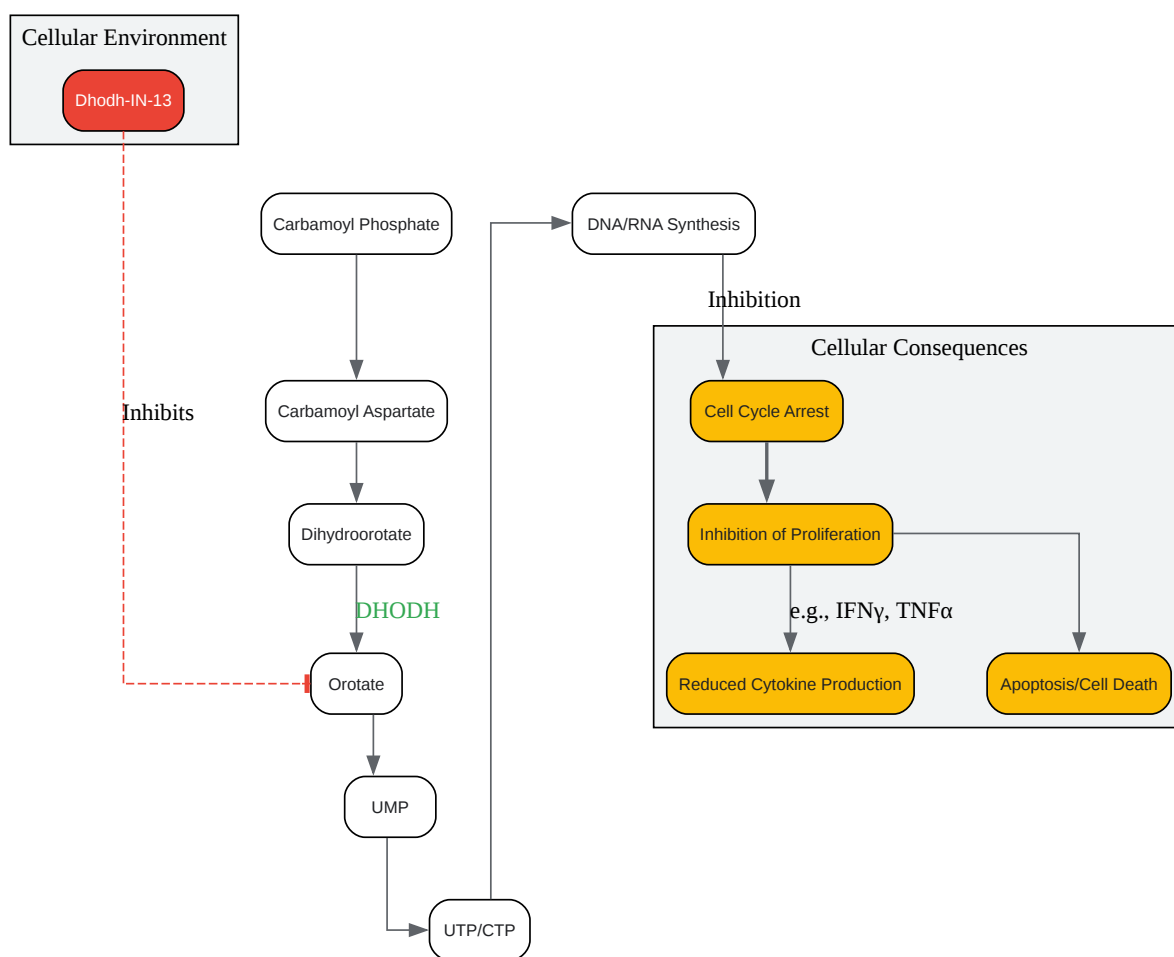 Cellular Environment
Dhodh-IN-13
Carbamoyl Phosphate
DNA/RNA Synthesis
Inhibition
Cellular Consequences
Inhibits
Carbamoyl Aspartate
Cell Cycle Arrest
Dihydroorotate
Inhibition of Proliferation
DHODH
e.g., IFNγ, TNFα
Orotate
Reduced Cytokine Production
Apoptosis/Cell Death
UMP
UTP/CTP